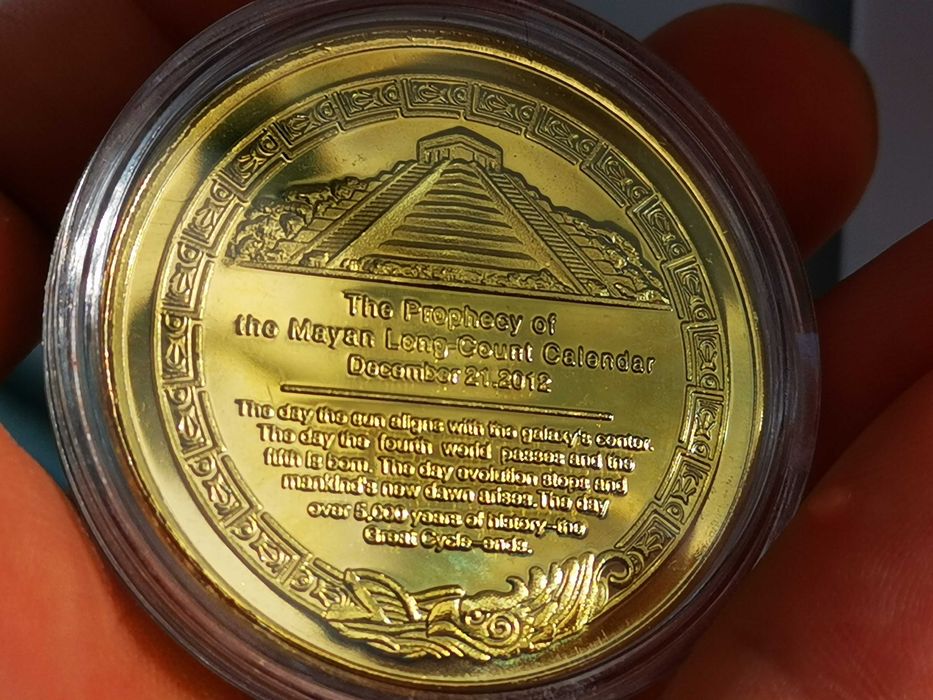 The Prophecy of
the Mayan Long-Count Calendar
December 21.2012
The day the sun aligns with the galaxy's center.
The day the fourth world passes and the
fifth is born. The day evolution stops and
mankind's new dawn arises.The day
over 5,000 years of history-the
Great Cycle-ends.